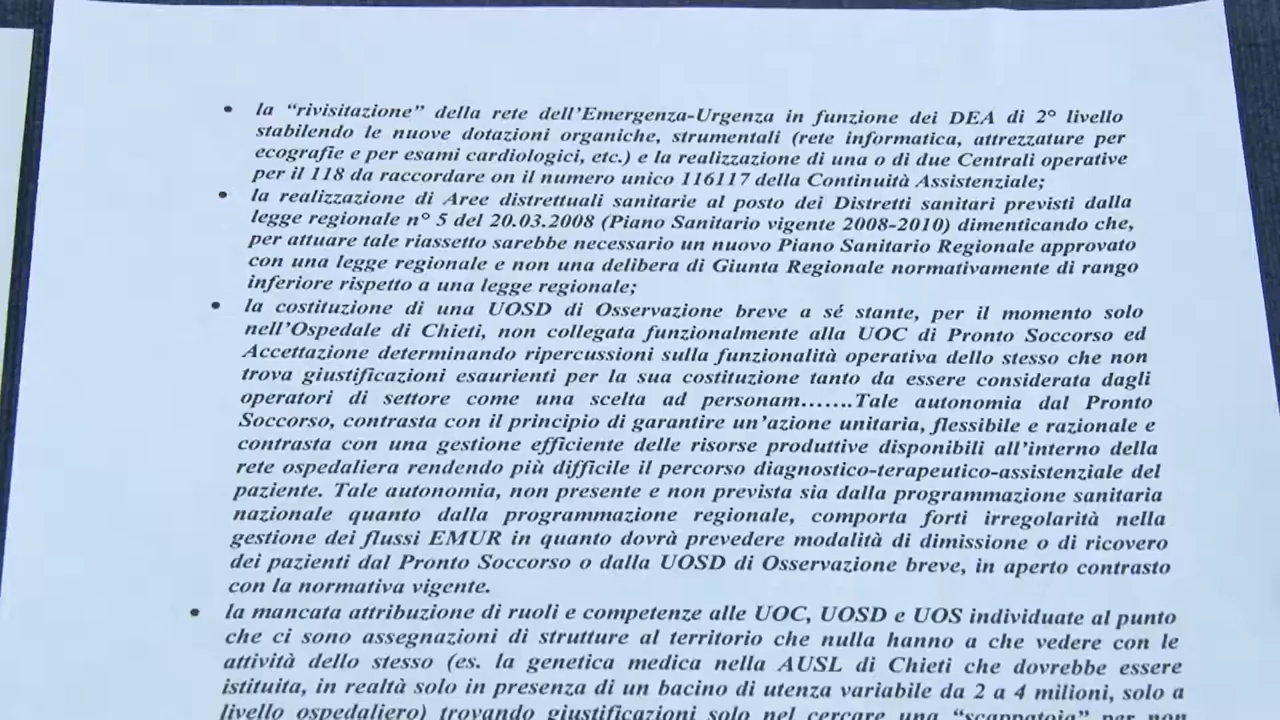 • la “rivisitazione” della rete dell’Emergenza-Urgenza in funzione dei DEA di 2° livello
stabilendo le nuove dotazioni organiche, strumentali (rete informatica, attrezzature per
ecografie e per esami cardiologici, etc.) e la realizzazione di una o di due Centrali operative
per il 118 da raccordare on il numero unico 116117 della Continuità Assistenziale;
• la realizzazione di Aree distrettuali sanitarie al posto dei Distretti sanitari previsti dalla
legge regionale n° 5 del 20.03.2008 (Piano Sanitario vigente 2008-2010) dimenticando che,
per attuare tale riassetto sarebbe necessario un nuovo Piano Sanitario Regionale approvato
con una legge regionale e non una delibera di Giunta Regionale normativamente di rango
inferiore rispetto a una legge regionale;
• la costituzione di una UOSD di Osservazione breve a sé stante, per il momento solo
nell’Ospedale di Chieti, non collegata funzionalmente alla UOC di Pronto Soccorso ed
Accettazione determinando ripercussioni sulla funzionalità operativa dello stesso che non
trova giustificazioni esaurienti per la sua costituzione tanto da essere considerata dagli
operatori di settore come una scelta ad personam…….Tale autonomia dal Pronto
Soccorso, contrasta con il principio di garantire un’azione unitaria, flessibile e razionale e
contrasta con una gestione efficiente delle risorse produttive disponibili all’interno della
rete ospedaliera rendendo più difficile il percorso diagnostico-terapeutico-assistenziale del
paziente. Tale autonomia, non presente e non prevista sia dalla programmazione sanitaria
nazionale quanto dalla programmazione regionale, comporta forti irregolarità nella
gestione dei flussi EMUR in quanto dovrà prevedere modalità di dimissione o di ricovero
dei pazienti dal Pronto Soccorso o dalla UOSD di Osservazione breve, in aperto contrasto
con la normativa vigente.
• la mancata attribuzione di ruoli e competenze alle UOC, UOSD e UOS individuate al punto
che ci sono assegnazioni di strutture al territorio che nulla hanno a che vedere con le
attività dello stesso (es. la genetica medica nella AUSL di Chieti che dovrebbe essere
istituita, in realtà solo in presenza di un bacino di utenza variabile da 2 a 4 milioni, solo a
livello ospedaliero) trovando giustificazioni solo nel cercare una “scappatoia” per non